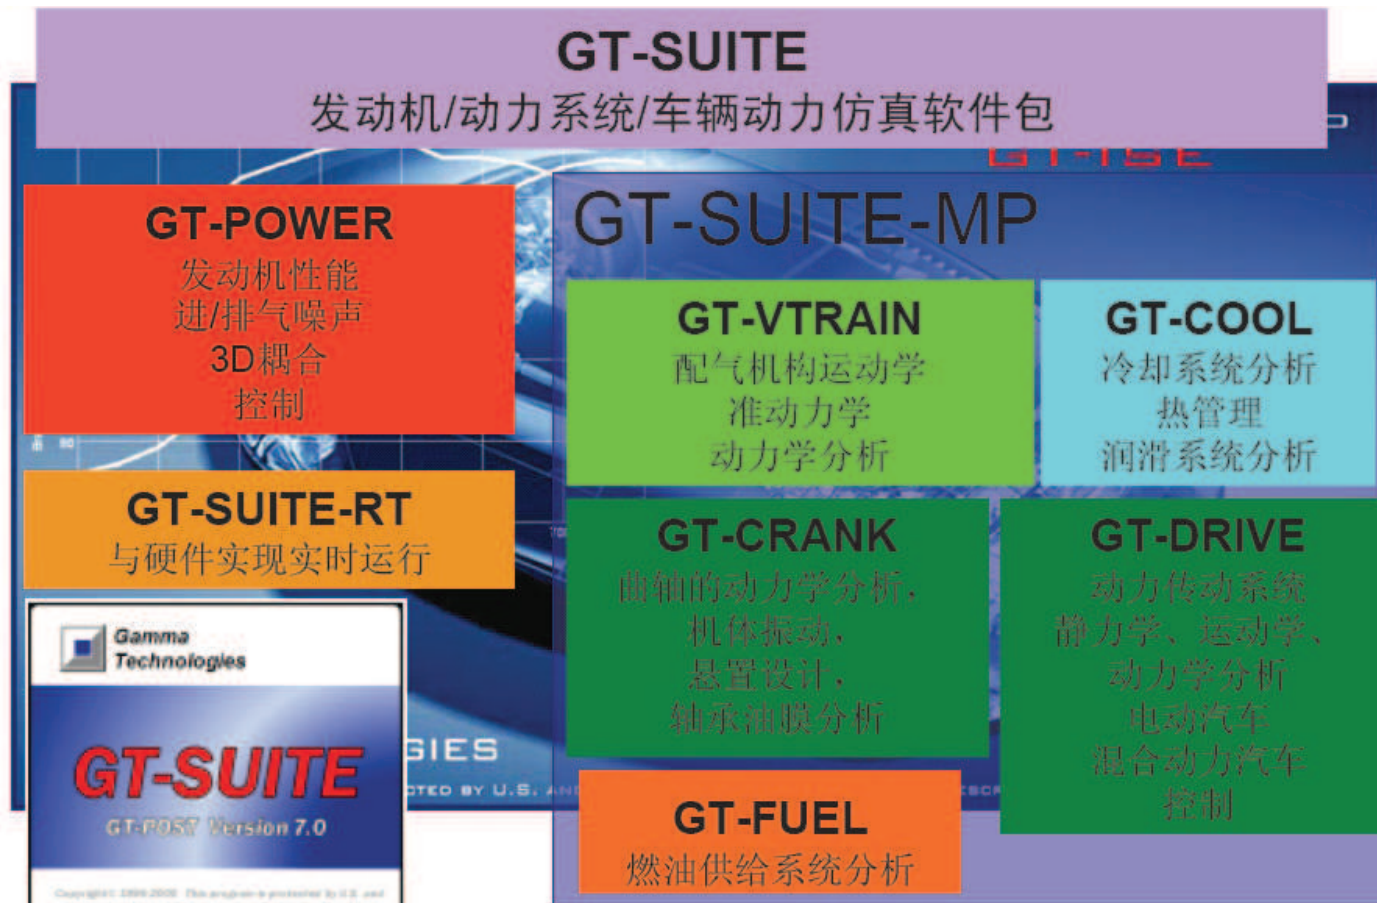 GT-SUITE
发动机/动力系统/车辆动力仿真软件包
GT-ISE
GT-POWER
发动机性能
进/排气噪声
3D耦合
控制
GT-SUITE-RT
与硬件实现实时运行
Gamma
Technologies
GT-SUITE
GT-POST Version 7.0
GT-SUITE-MP
GT-VTRAIN
配气机构运动学
准动力学
动力学分析
GT-COOL
冷却系统分析
热管理
润滑系统分析
GT-CRANK
曲轴的动力学分析,
机体振动,
悬置设计,
轴承油膜分析
GT-DRIVE
动力传动系统
静力学、运动学、
动力学分析
电动汽车
混合动力汽车
控制
GT-FUEL
燃油供给系统分析